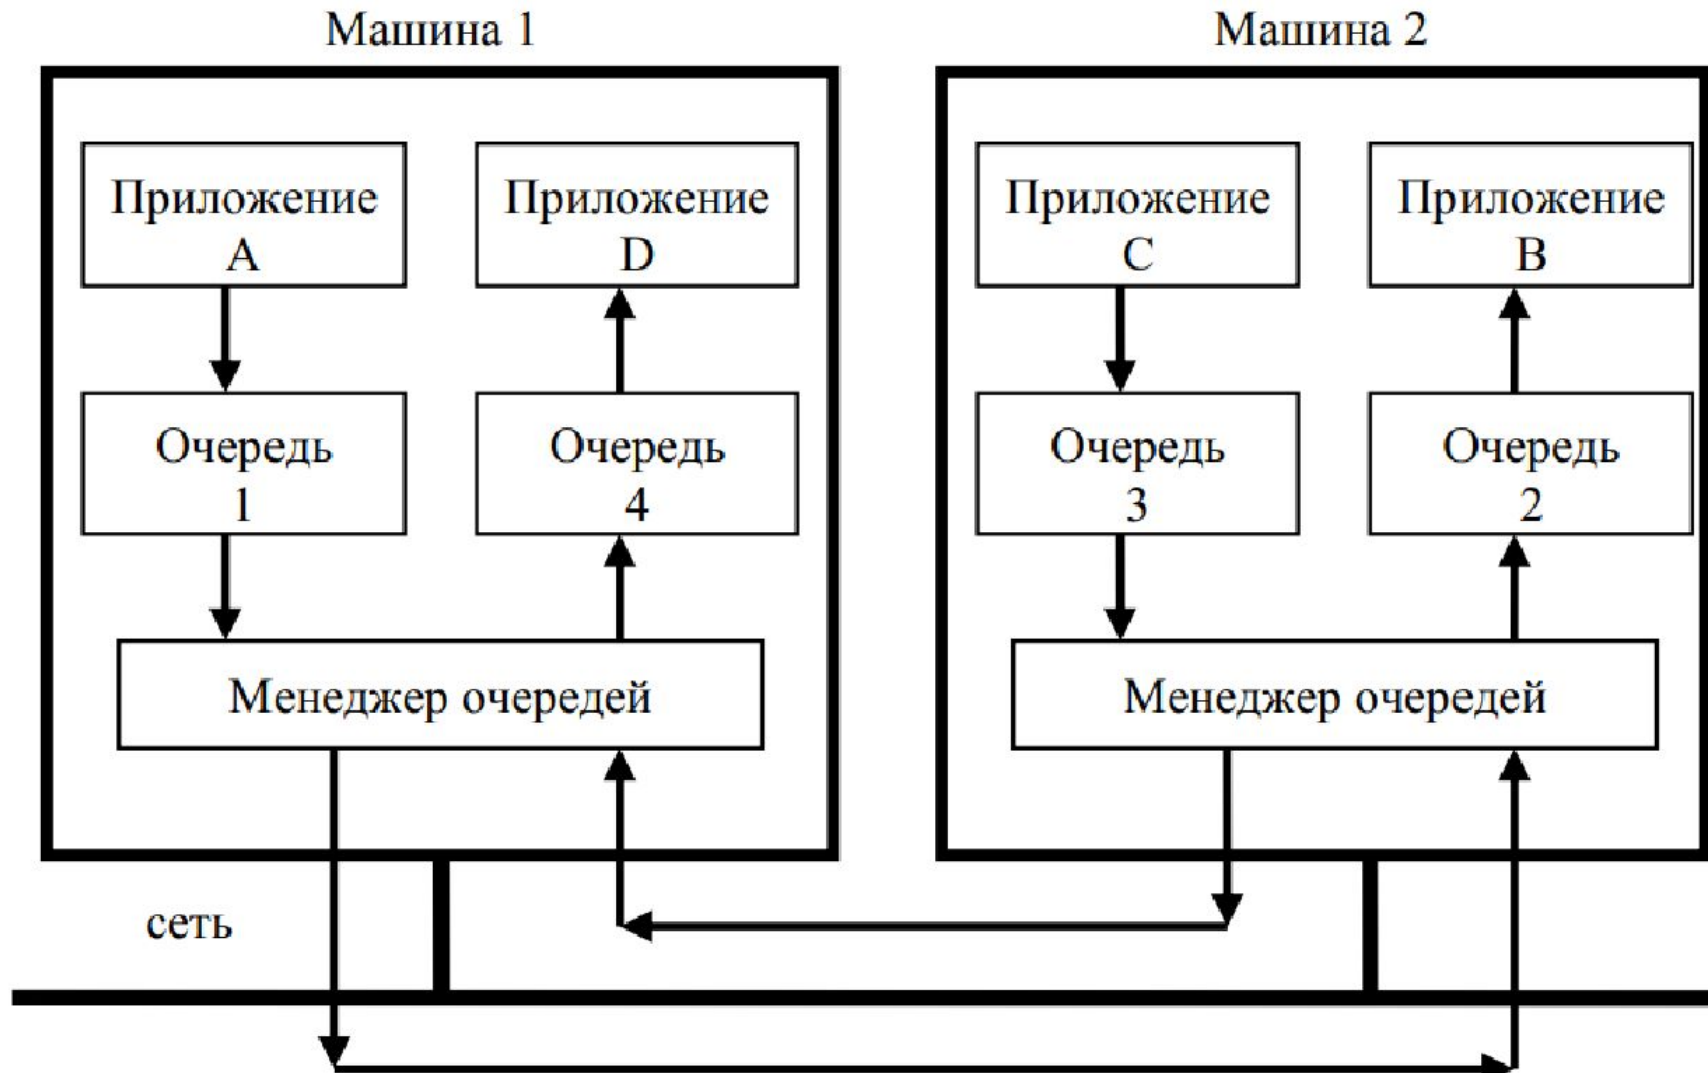 Машина 1
Машина 2
Приложение
A
Приложение
D
Приложение
C
Приложение
B
Очередь
1
Очередь
4
Очередь
3
Очередь
2
Менеджер очередей
Менеджер очередей
сеть